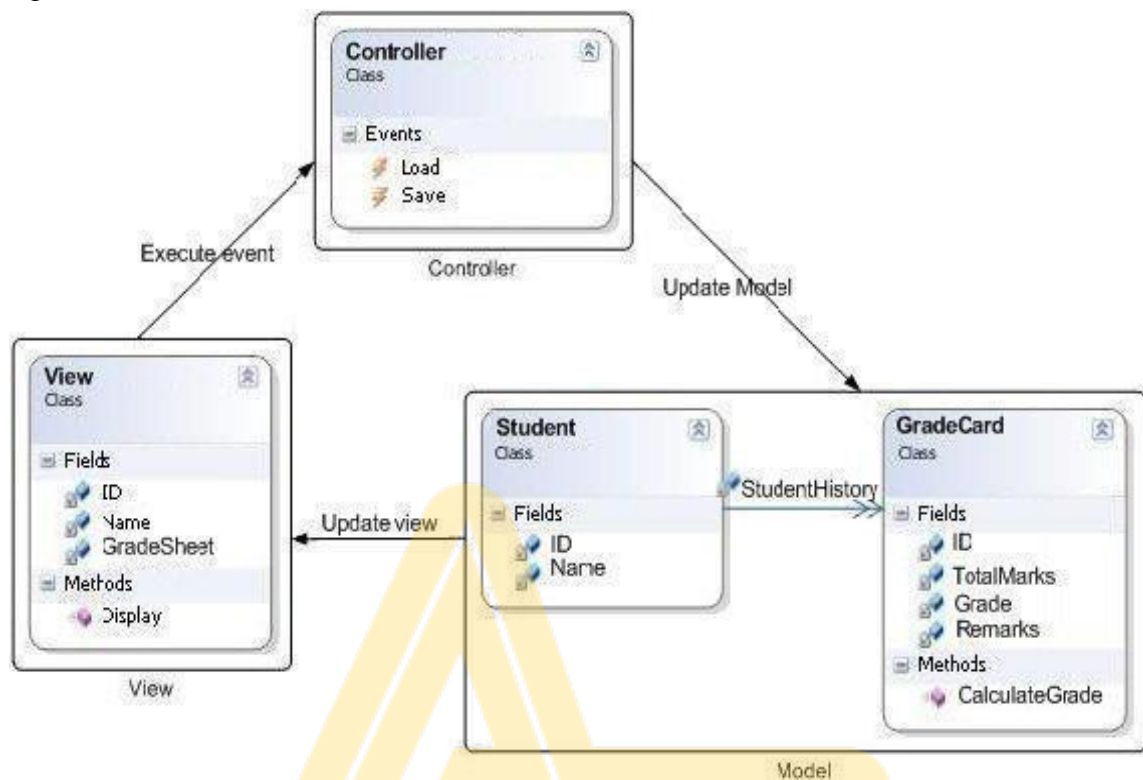 Controller
Class
Events
Load
Save
Controller
Execute event
Update Model
View
Class
Fields
ID
Name
GradeSheet
Methods
Display
View
Update view
Student
Class
Fields
ID
Name
StudentHistory
GradeCard
Class
Fields
ID
TotalMarks
Grade
Remarks
Methods
CalculateGrade
Model